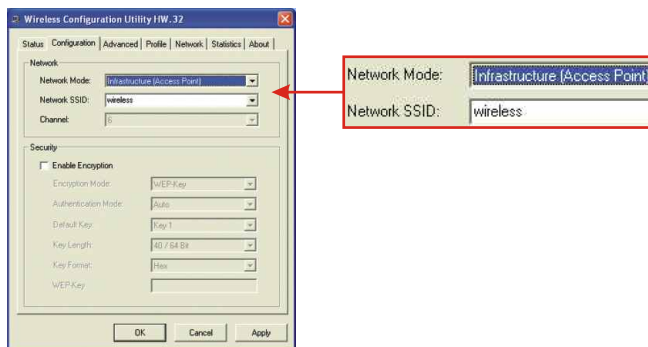 Wireless Configuration Utility HW.32
Status Configuration Advanced Profile Network Statistics About
Network
Network Mode: Infrastructure (Access Point)
Network SSID: wireless
Channel: 6
Security
Enable Encryption
Encryption Mode: WEP-Key
Authentication Mode: Auto
Default Key: Key 1
Key Length: 40 / 64 Bit
Key Format: Hex
WEP-Key
OK Cancel Apply
Network Mode: Infrastructure (Access Point)
Network SSID: wireless